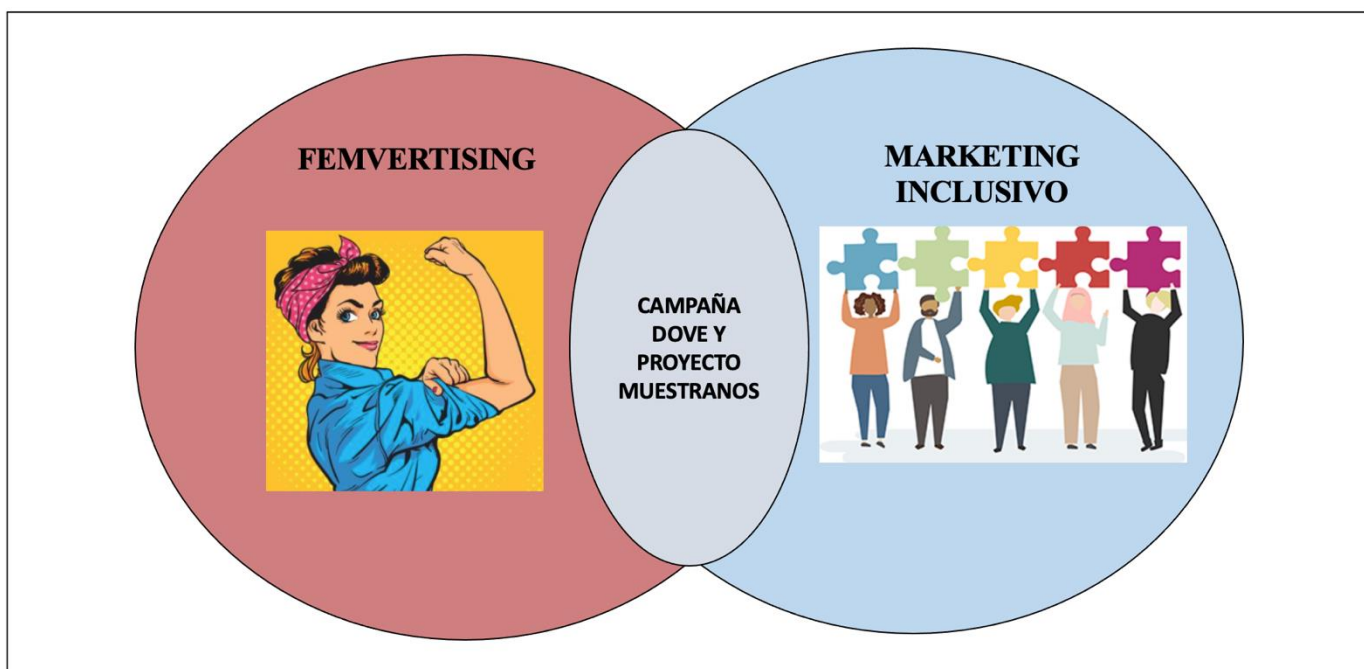 FEMVERTISING
MARKETING
INCLUSIVO
CAMPAÑA
DOVE Y
PROYECTO
MUESTRANOS